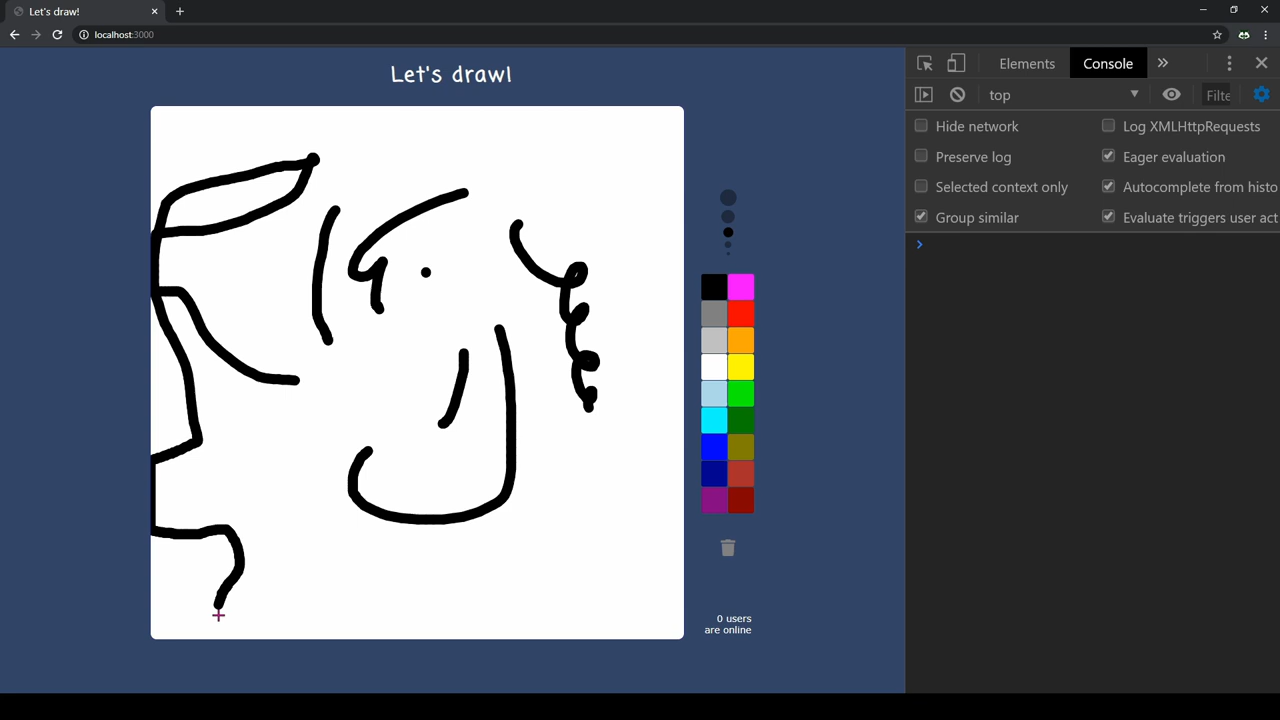 Let's draw!
localhost:3000
Let's draw!
Elements
Console
top
Filte
Hide network
Log XMLHttpRequests
Preserve log
Eager evaluation
Selected context only
Autocomplete from histo
Group similar
Evaluate triggers user act
0 users
are online